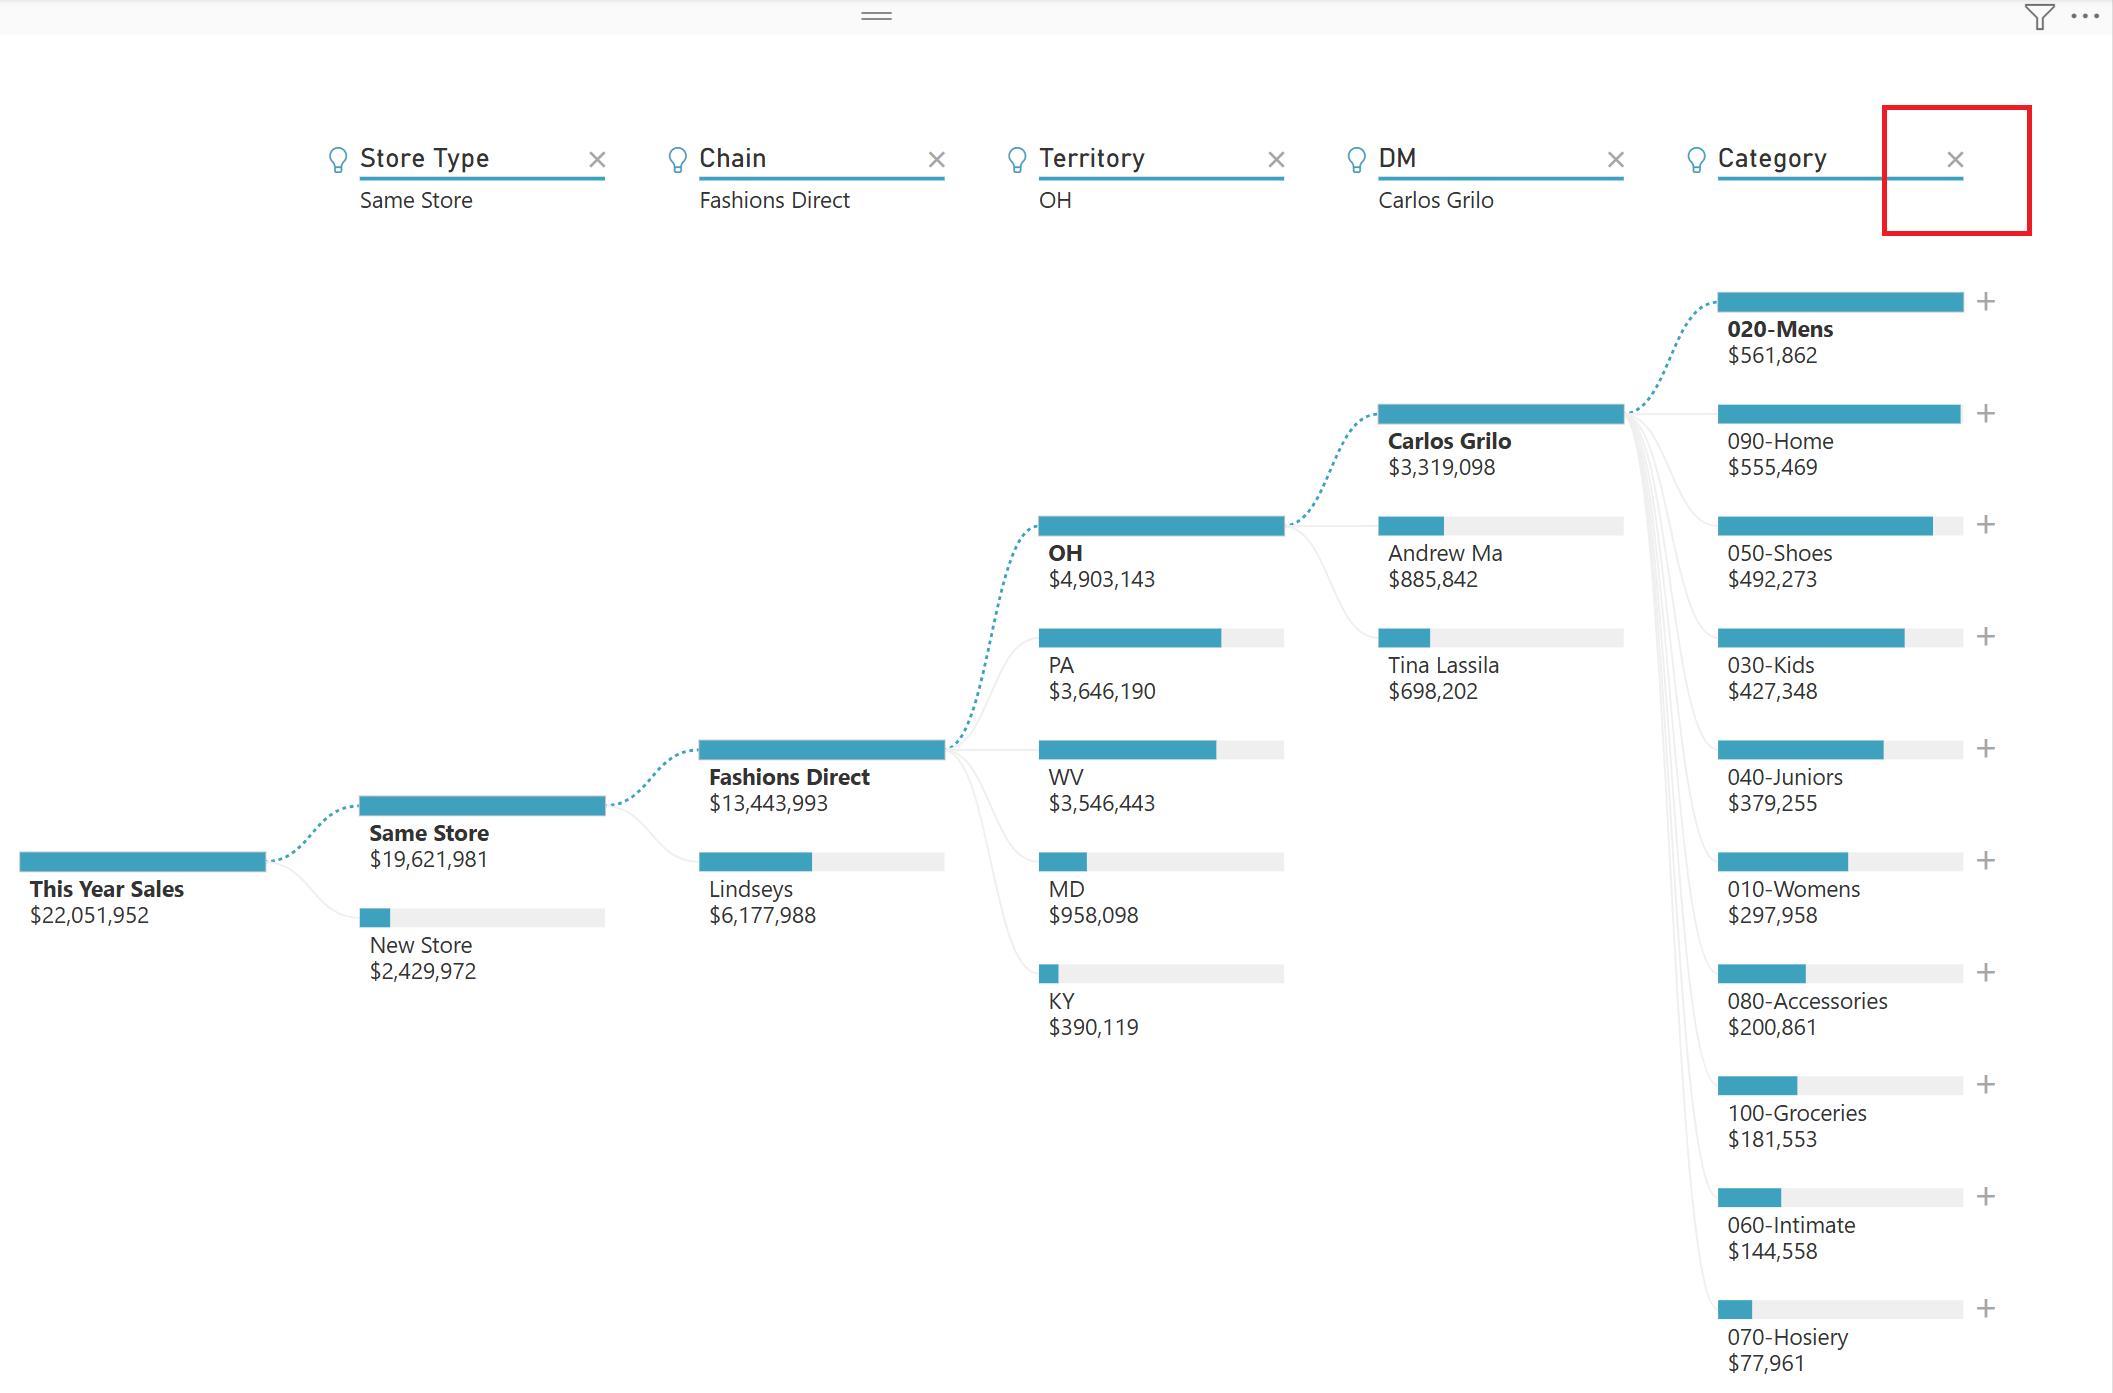 Store Type
Same Store
Chain
Fashions Direct
Territory
OH
DM
Carlos Grilo
Category
This Year Sales
$22,051,952
Same Store
$19,621,981
New Store
$2,429,972
Fashions Direct
$13,443,993
Lindseys
$6,177,988
OH
$4,903,143
PA
$3,646,190
WV
$3,546,443
MD
$958,098
KY
$390,119
Carlos Grilo
$3,319,098
Andrew Ma
$885,842
Tina Lassila
$698,202
020-Mens
$561,862
090-Home
$555,469
050-Shoes
$492,273
030-Kids
$427,348
040-Juniors
$379,255
010-Womens
$297,958
080-Accessories
$200,861
100-Groceries
$181,553
060-Intimate
$144,558
070-Hosiery
$77,961